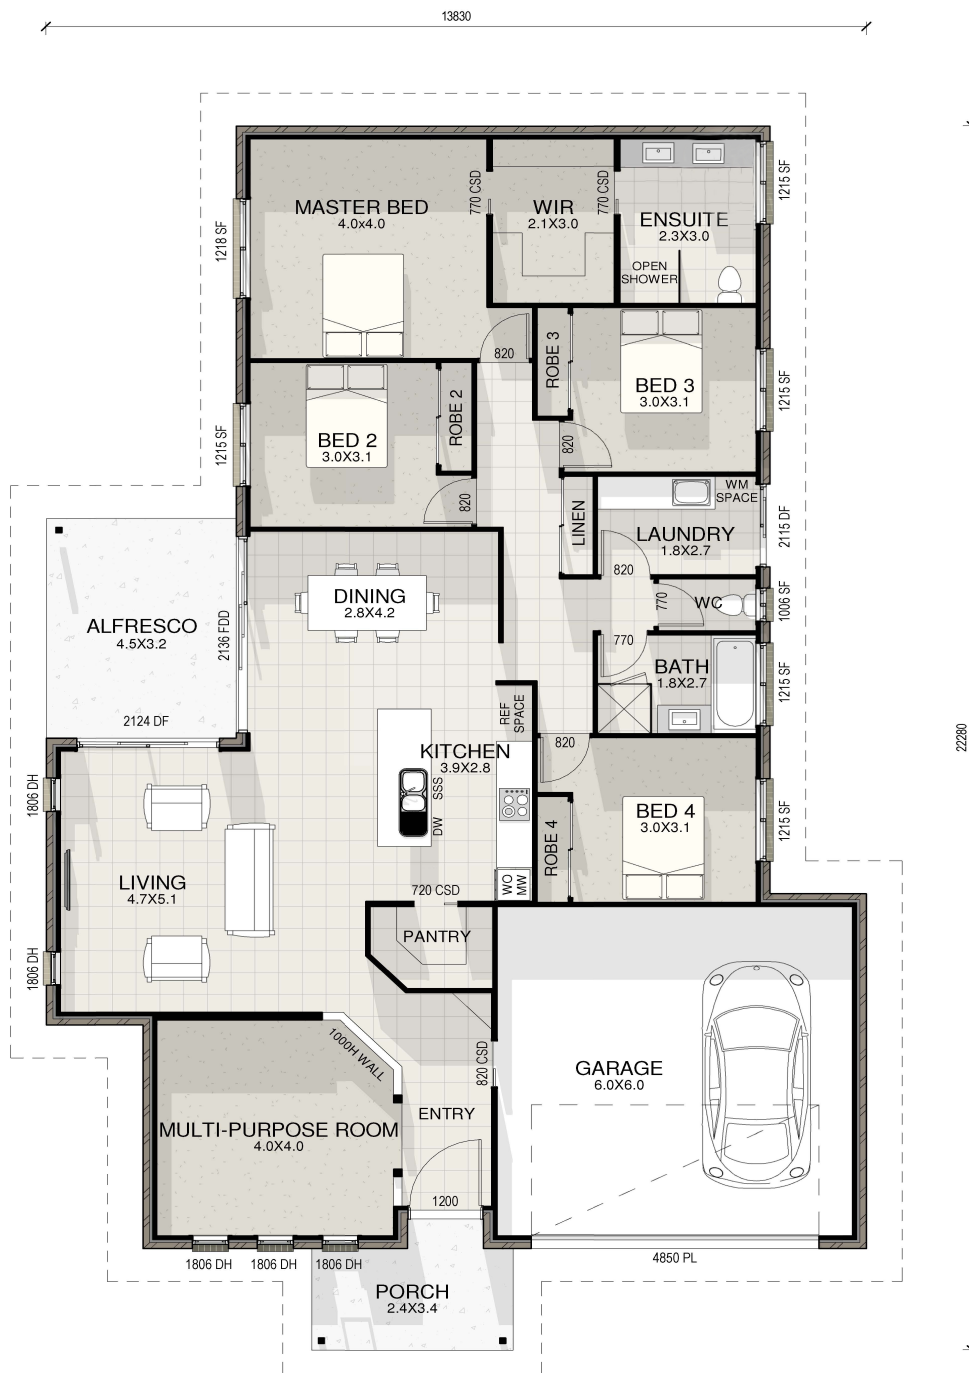 13830
MASTER BED
4.0x4.0
770 CSD
WIR
2.1X3.0
770 CSD
ENSUITE
2.3X3.0
OPEN
SHOWER
1215 SF
1218 SF
820
ROBE 3
BED 3
3.0X3.1
1215 SF
BED 2
3.0X3.1
ROBE 2
1215 SF
820
820
LINEN
WM
SPACE
LAUNDRY
1.8X2.7
2115 DF
820
DINING
2.8X4.2
ALFRESCO
4.5X3.2
2136 FDD
770
WC
1006 SF
770
BATH
1.8X2.7
1215 SF
2124 DF
REF
SPACE
KITCHEN
3.9X2.8
820
22280
1806 DH
SSS
DW
BED 4
3.0X3.1
1215 SF
ROBE 4
LIVING
4.7X5.1
720 CSD
WO
MW
PANTRY
1806 DH
1000H WALL
820 CSD
GARAGE
6.0X6.0
ENTRY
MULTI-PURPOSE ROOM
4.0X4.0
1200
1806 DH
1806 DH
1806 DH
4850 PL
PORCH
2.4X3.4